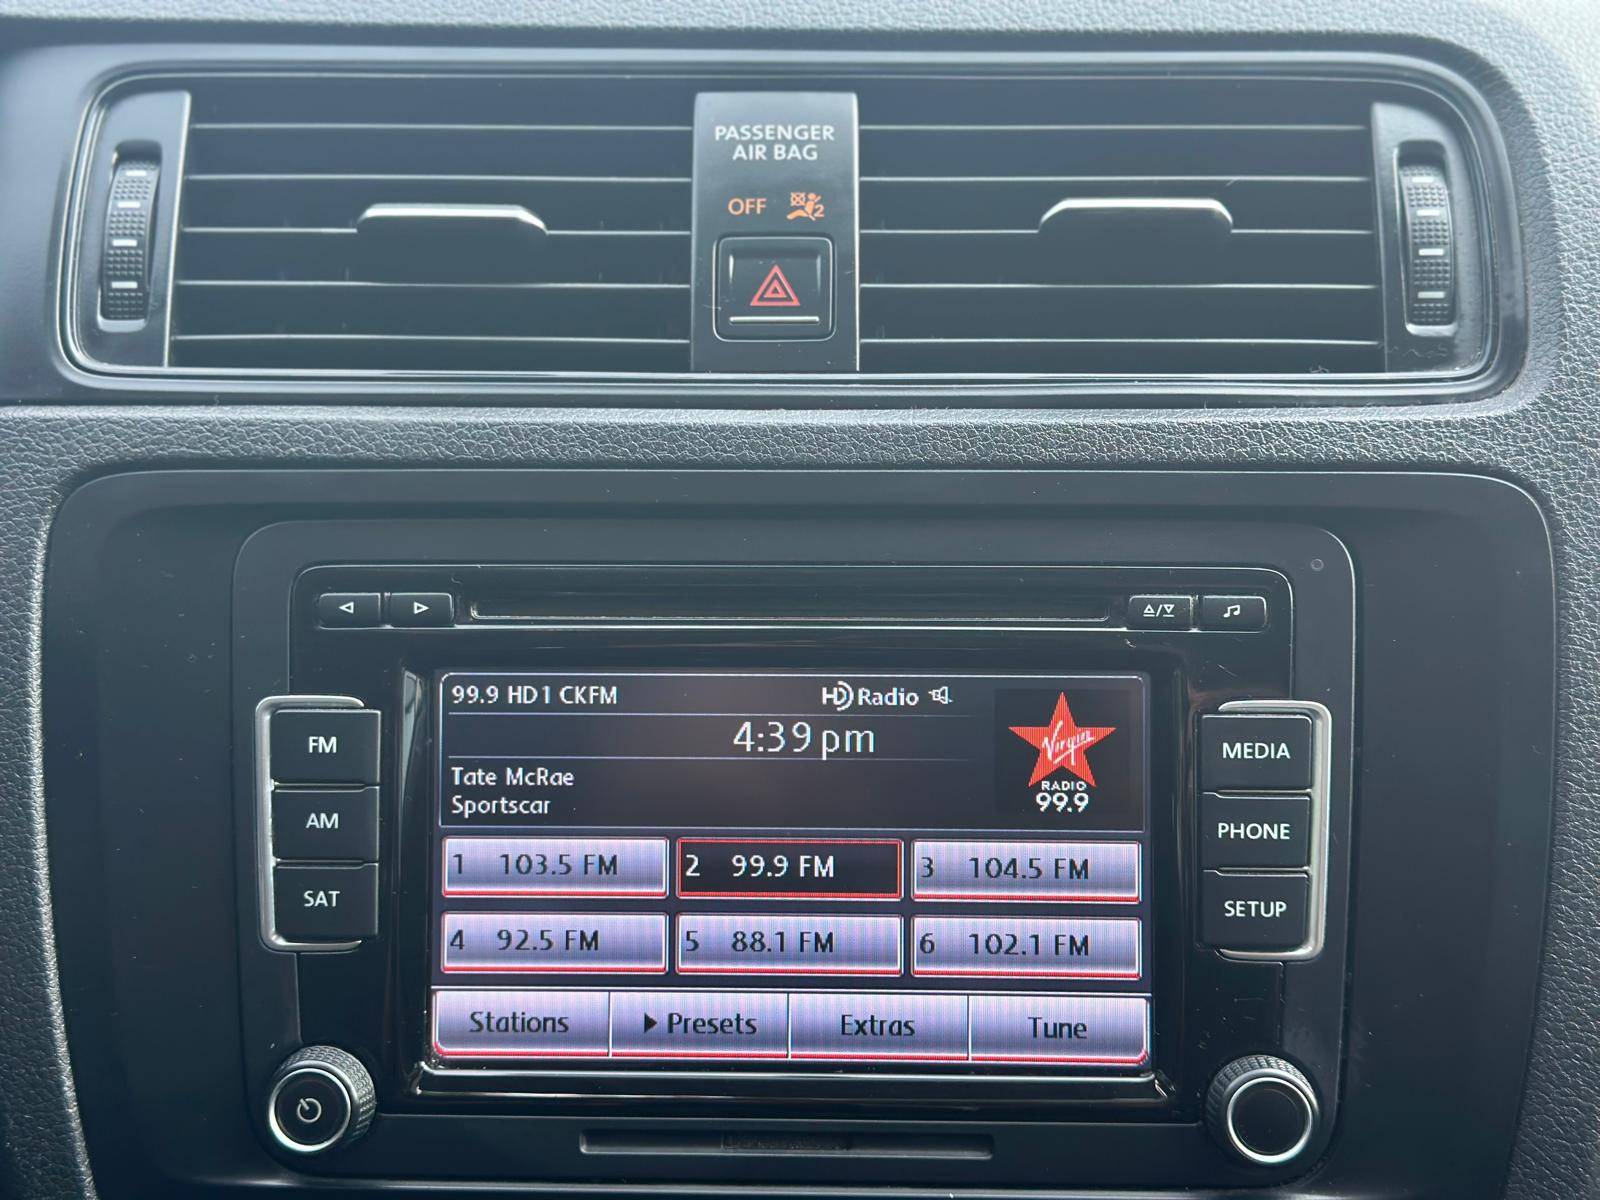 PASSENGER
AIR BAG
OFF 2
99.9 HD1 CKFM HD Radio
4:39 pm
Virgin
RADIO
99.9
Tate McRae
Sportscar
FM
AM
SAT
MEDIA
PHONE
SETUP
1 103.5 FM 2 99.9 FM 3 104.5 FM
4 92.5 FM 5 88.1 FM 6 102.1 FM
Stations Presets Extras Tune